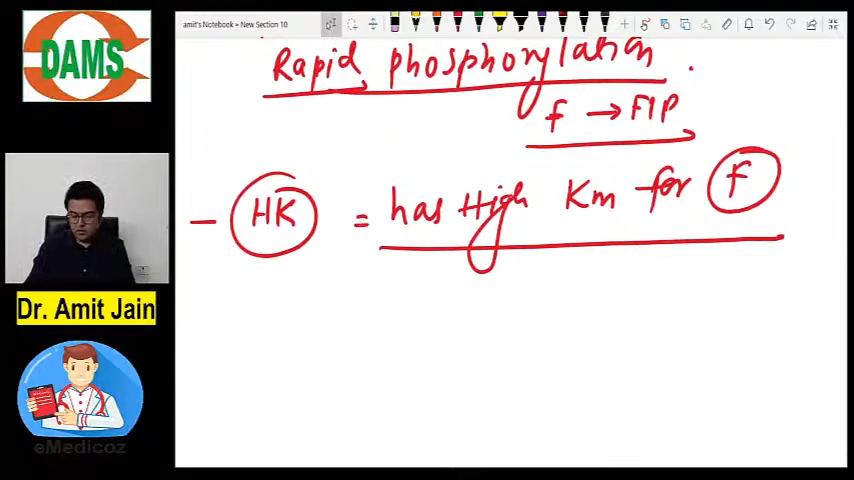 amit's Notebook > New Section 10
DAMS
Rapid phosphorylation.
F → F1P
- HK = has High Km for F
Dr. Amit Jain
eMedicoz